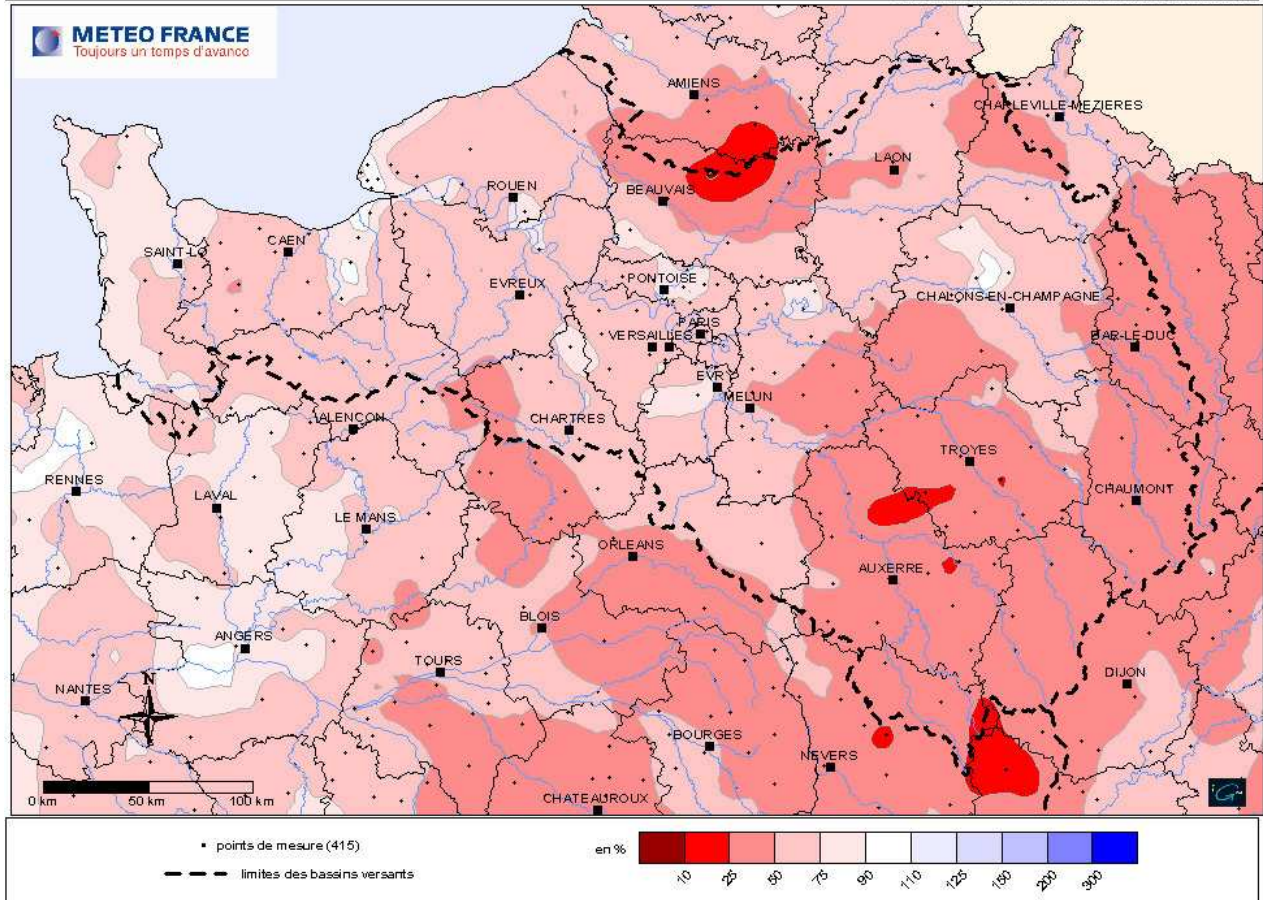 METEO FRANCE
Toujours un temps d'avance
AMIENS
CHARLEVILLE-MEZIERES
LAON
ROUEN
BEAUVAIS
CAEN
SAINT-LO
PONTOISE
EVREUX
CHALONS-EN-CHAMPAGNE
PARIS
VERSAILLES
BAR-LE-DUC
EVRY
MELUN
CHARTRES
ALENCON
TROYES
RENNES
LAVAL
CHAUMONT
LE MANS
ORLEANS
AUXERRE
BLOIS
ANGERS
TOURS
DIJON
N
NANTES
BOURGES
NEVERS
0 km 50 km 100 km
CHATEAUROUX
points de mesure (415)
limites des bassins versants
en %
10 25 50 75 90 110 125 150 200 300